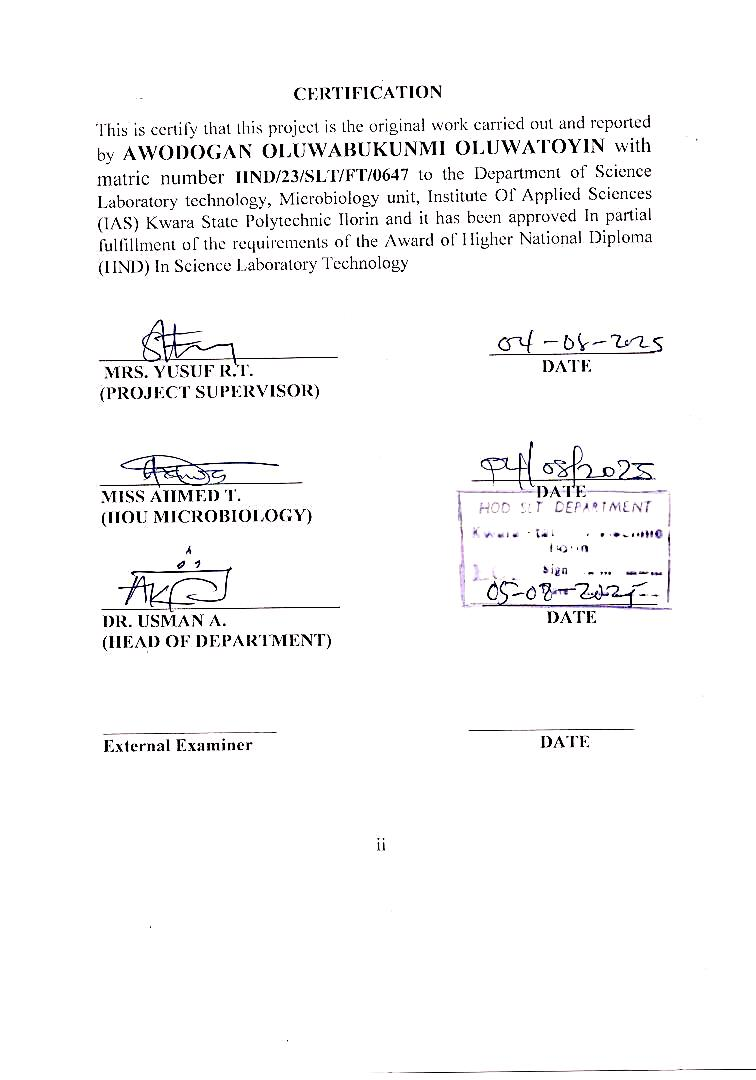 CERTIFICATION
This is certify that this project is the original work carried out and reported
by AWODOGAN OLUWABUKUNMI OLUWATOYIN with
matric number HND/23/SLT/FT/0647 to the Department of Science
Laboratory technology, Microbiology unit, Institute Of Applied Sciences
(IAS) Kwara State Polytechnic Ilorin and it has been approved In partial
fulfillment of the requirements of the Award of Higher National Diploma
(HND) In Science Laboratory Technology
04-08-2025
MRS. YUSUF R.T.
DATE
(PROJECT SUPERVISOR)
04/08/2025
MISS AHMED T.
DATE
(HOU MICROBIOLOGY)
HOD SLT DEPARTMENT
Ilorin
Sign
05-08-2025
DR. USMAN A.
DATE
(HEAD OF DEPARTMENT)
External Examiner
DATE
ii